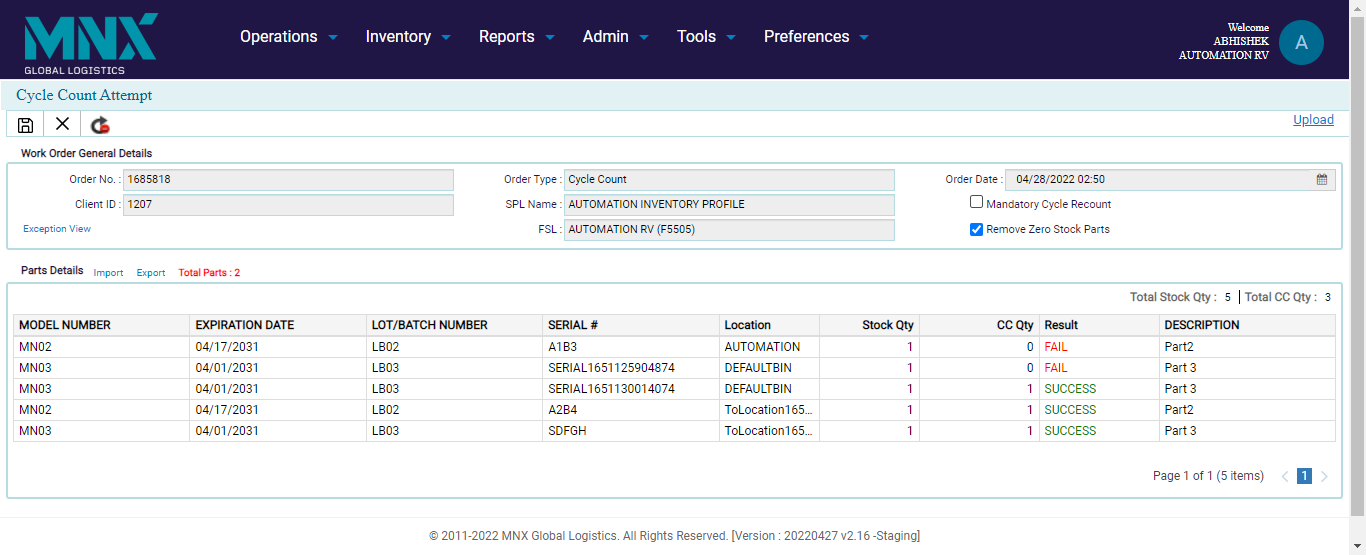 MNX
GLOBAL LOGISTICS
Operations Inventory Reports Admin Tools Preferences
Welcome
ABHISHEK
AUTOMATION RV
A
Cycle Count Attempt
Upload
Work Order General Details
Order No. : 1685818 Order Type : Cycle Count Order Date : 04/28/2022 02:50
Client ID : 1207 SPL Name : AUTOMATION INVENTORY PROFILE Mandatory Cycle Recount
Exception View FSL : AUTOMATION RV (F5505) Remove Zero Stock Parts
Parts Details Import Export Total Parts : 2
Total Stock Qty : 5 Total CC Qty : 3
MODEL NUMBER EXPIRATION DATE LOT/BATCH NUMBER SERIAL # Location Stock Qty CC Qty Result DESCRIPTION
MN02 04/17/2031 LB02 A1B3 AUTOMATION 1 0 FAIL Part2
MN03 04/01/2031 LB03 SERIAL1651125904874 DEFAULTBIN 1 0 FAIL Part 3
MN03 04/01/2031 LB03 SERIAL1651130014074 DEFAULTBIN 1 1 SUCCESS Part 3
MN02 04/17/2031 LB02 A2B4 ToLocation165... 1 1 SUCCESS Part2
MN03 04/01/2031 LB03 SDFGH ToLocation165... 1 1 SUCCESS Part 3
Page 1 of 1 (5 items) 1
© 2011-2022 MNX Global Logistics. All Rights Reserved. [Version : 20220427 v2.16 -Staging]